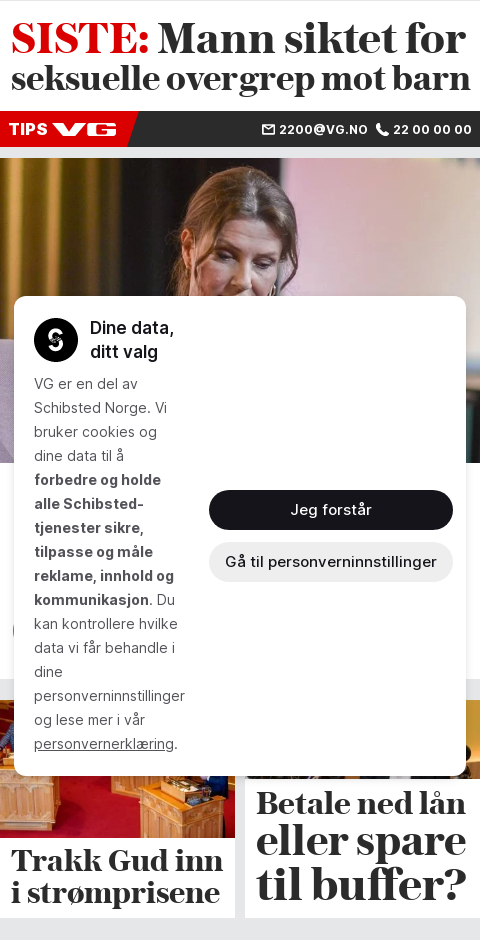 SISTE: Mann siktet for
seksuelle overgrep mot barn
TIPS VG
2200@VG.NO 22 00 00 00
Dine data,
ditt valg
VG er en del av
Schibsted Norge. Vi
bruker cookies og
dine data til å
forbedre og holde
alle Schibsted-
tjenester sikre,
tilpasse og måle
reklame, innhold og
kommunikasjon. Du
kan kontrollere hvilke
data vi får behandle i
dine
personverninnstillinger
og lese mer i vår
personvernerklæring.
Jeg forstår
Gå til personverninnstillinger
Trakk Gud inn
i strømprisene
Betale ned lån
eller spare
til buffer?